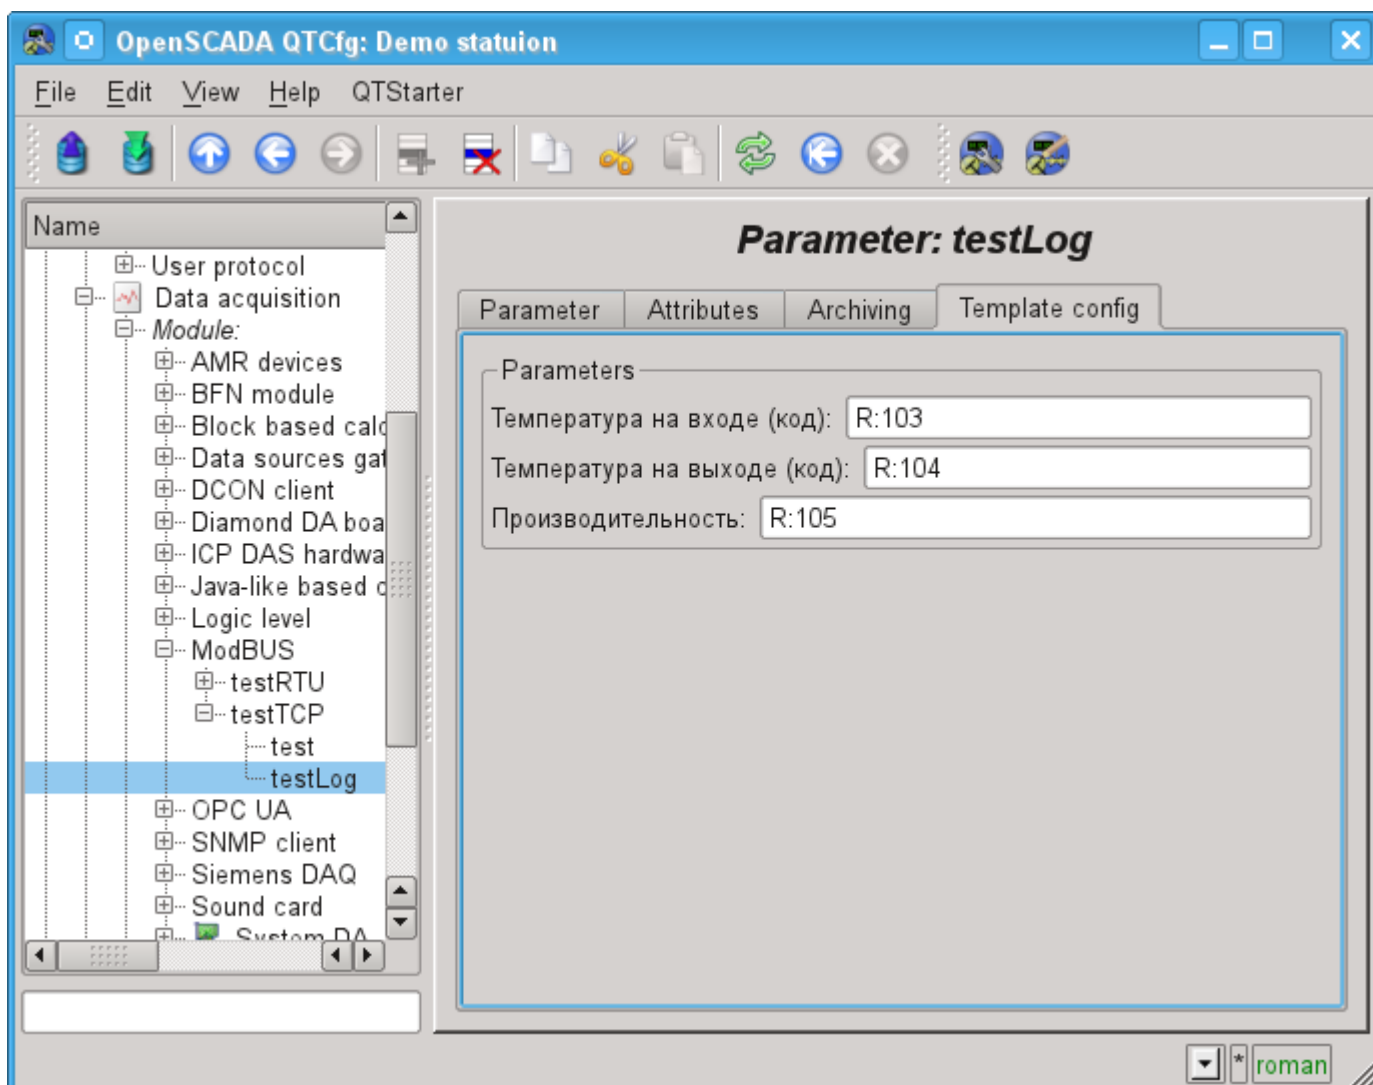 OpenSCADA QTCfg: Demo statuion
File Edit View Help QTStarter
Name
User protocol
Data acquisition
Module:
AMR devices
BFN module
Block based calc
Data sources gat
DCON client
Diamond DA boa
ICP DAS hardwa
Java-like based c
Logic level
ModBUS
testRTU
testTCP
test
testLog
OPC UA
SNMP client
Siemens DAQ
Sound card
System DA
Parameter: testLog
Parameter Attributes Archiving Template config
Parameters
Температура на входе (код): R:103
Температура на выходе (код): R:104
Производительность: R:105
* roman